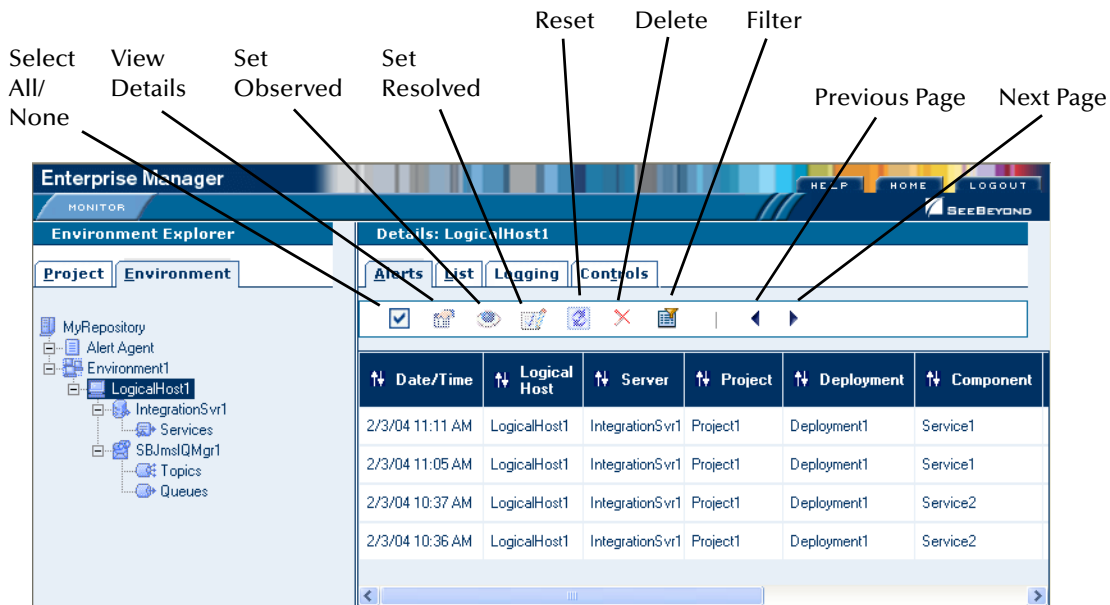 Reset Delete Filter
Select All/ None
View Details
Set Observed
Set Resolved
Previous Page Next Page
Enterprise Manager
HELP HOME LOGOUT
MONITOR
SEEBEYOND
Environment Explorer
Details: LogicalHost1
Project Environment
Alerts List Logging Controls
MyRepository
Alert Agent
Environment1
LogicalHost1
IntegrationSvr1
Services
SBJmsIQMgr1
Topics
Queues
Date/Time Logical Host Server Project Deployment Component
2/3/04 11:11 AM LogicalHost1 IntegrationSvr1 Project1 Deployment1 Service1
2/3/04 11:05 AM LogicalHost1 IntegrationSvr1 Project1 Deployment1 Service1
2/3/04 10:37 AM LogicalHost1 IntegrationSvr1 Project1 Deployment1 Service2
2/3/04 10:36 AM LogicalHost1 IntegrationSvr1 Project1 Deployment1 Service2